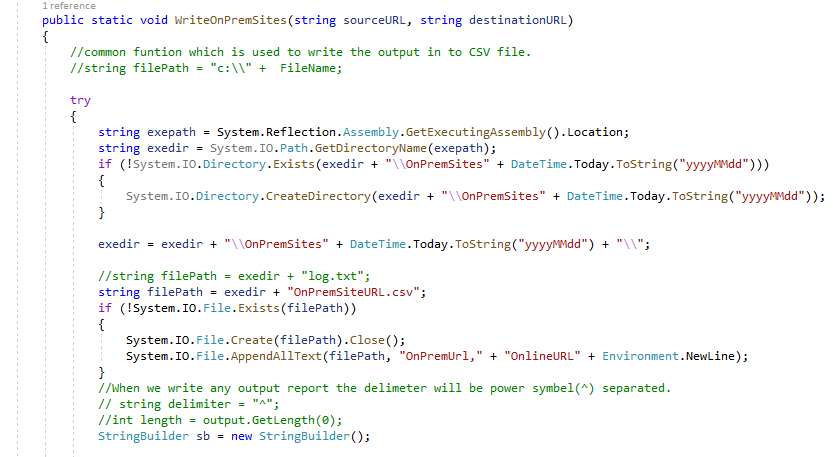 1 reference
public static void WriteOnPremSites(string sourceURL, string destinationURL)
{
//common funtion which is used to write the output in to CSV file.
//string filePath = "c:\\" +  FileName;
try
{
string exepath = System.Reflection.Assembly.GetExecutingAssembly().Location;
string exedir = System.IO.Path.GetDirectoryName(exepath);
if (!System.IO.Directory.Exists(exedir + "\\OnPremSites" + DateTime.Today.ToString("yyyyMMdd")))
{
System.IO.Directory.CreateDirectory(exedir + "\\OnPremSites" + DateTime.Today.ToString("yyyyMMdd"));
}
exedir = exedir + "\\OnPremSites" + DateTime.Today.ToString("yyyyMMdd") + "\\";
//string filePath = exedir + "log.txt";
string filePath = exedir + "OnPremSiteURL.csv";
if (!System.IO.File.Exists(filePath))
{
System.IO.File.Create(filePath).Close();
System.IO.File.AppendAllText(filePath, "OnPremUrl," + "OnlineURL" + Environment.NewLine);
}
//When we write any output report the delimeter will be power symbel(^) separated.
// string delimiter = "^";
//int length = output.GetLength(0);
StringBuilder sb = new StringBuilder();